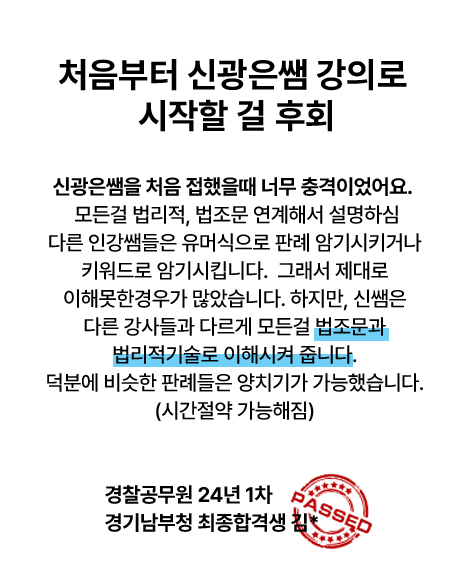 처음부터 신광은쌤 강의로
시작할 걸 후회
신광은쌤을 처음 접했을때 너무 충격이었어요.
모든걸 법리적, 법조문 연계해서 설명하심
다른 인강쌤들은 유머식으로 판례 암기시키거나
키워드로 암기시킵니다. 그래서 제대로
이해못한경우가 많았습니다. 하지만, 신쌤은
다른 강사들과 다르게 모든걸 법조문과
법리적기술로 이해시켜 줍니다.
덕분에 비슷한 판례들은 양치기가 가능했습니다.
(시간절약 가능해짐)
경찰공무원 24년 1차
경기남부청 최종합격생 김*
PASSED